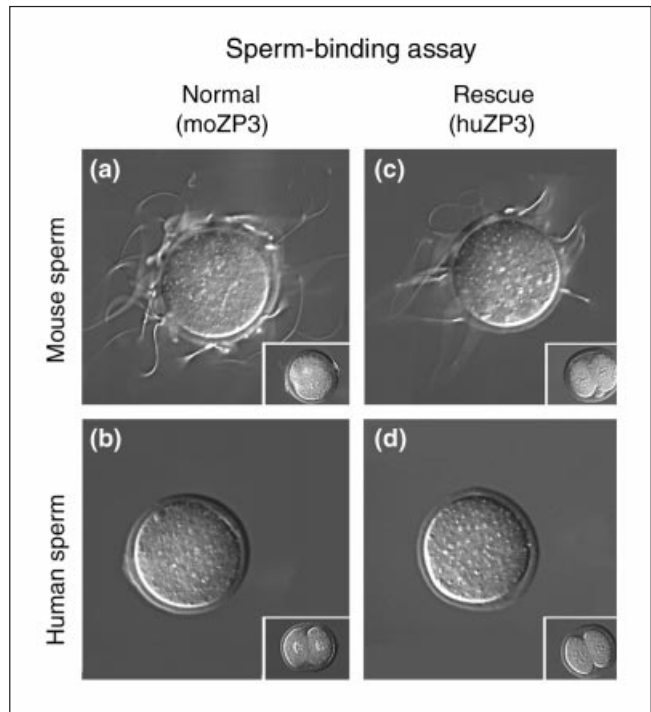 Sperm-binding assay
Normal
(moZP3)
Rescue
(huZP3)
Mouse sperm
(a)
(c)
Human sperm
(b)
(d)